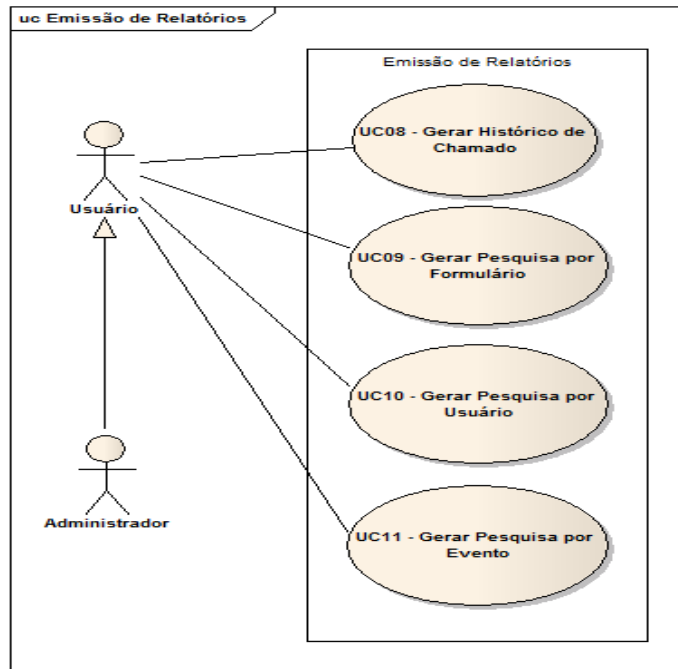 uc Emissão de Relatórios
Emissão de Relatórios
UC08 - Gerar Histórico de
Chamado
Usuário
UC09 - Gerar Pesquisa por
Formulário
UC10 - Gerar Pesquisa por
Usuário
Administrador
UC11 - Gerar Pesquisa por
Evento